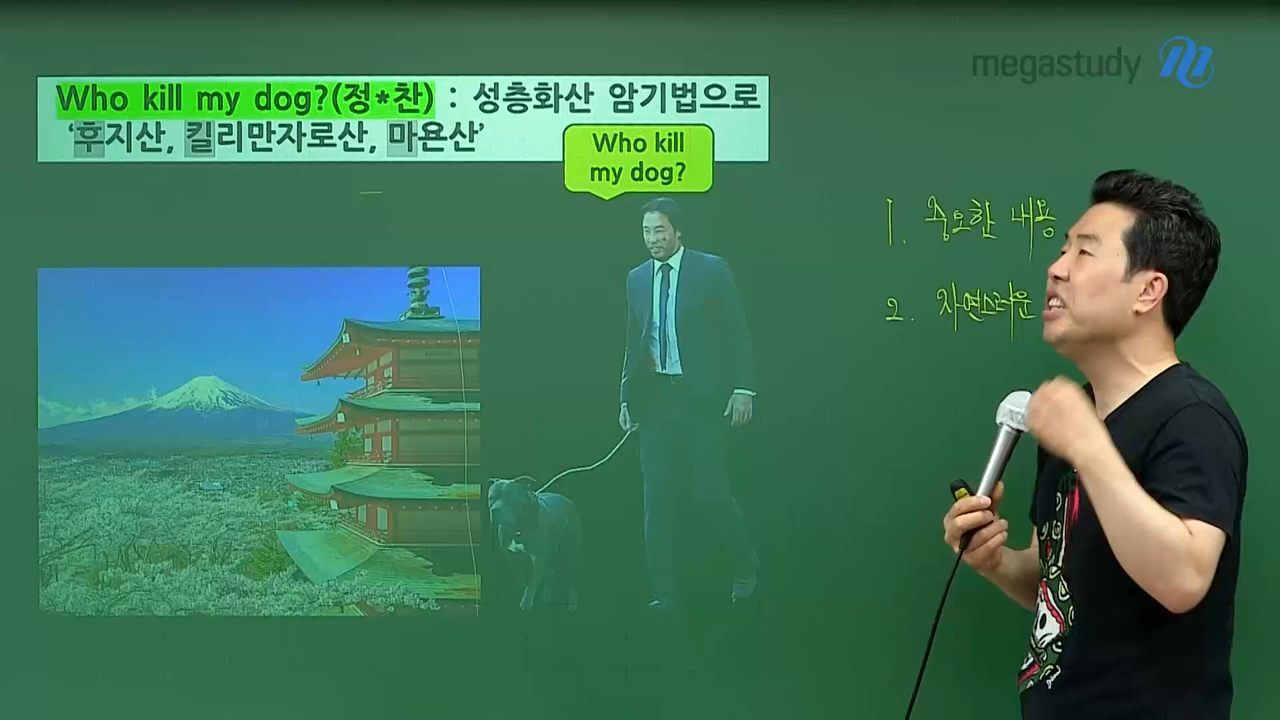 megastudy
Who kill my dog?(정*찬) : 성층화산 암기법으로
‘후지산, 킬리만자로산, 마욘산’
Who kill
my dog?
1. 중요한 내용
2. 자연스러운